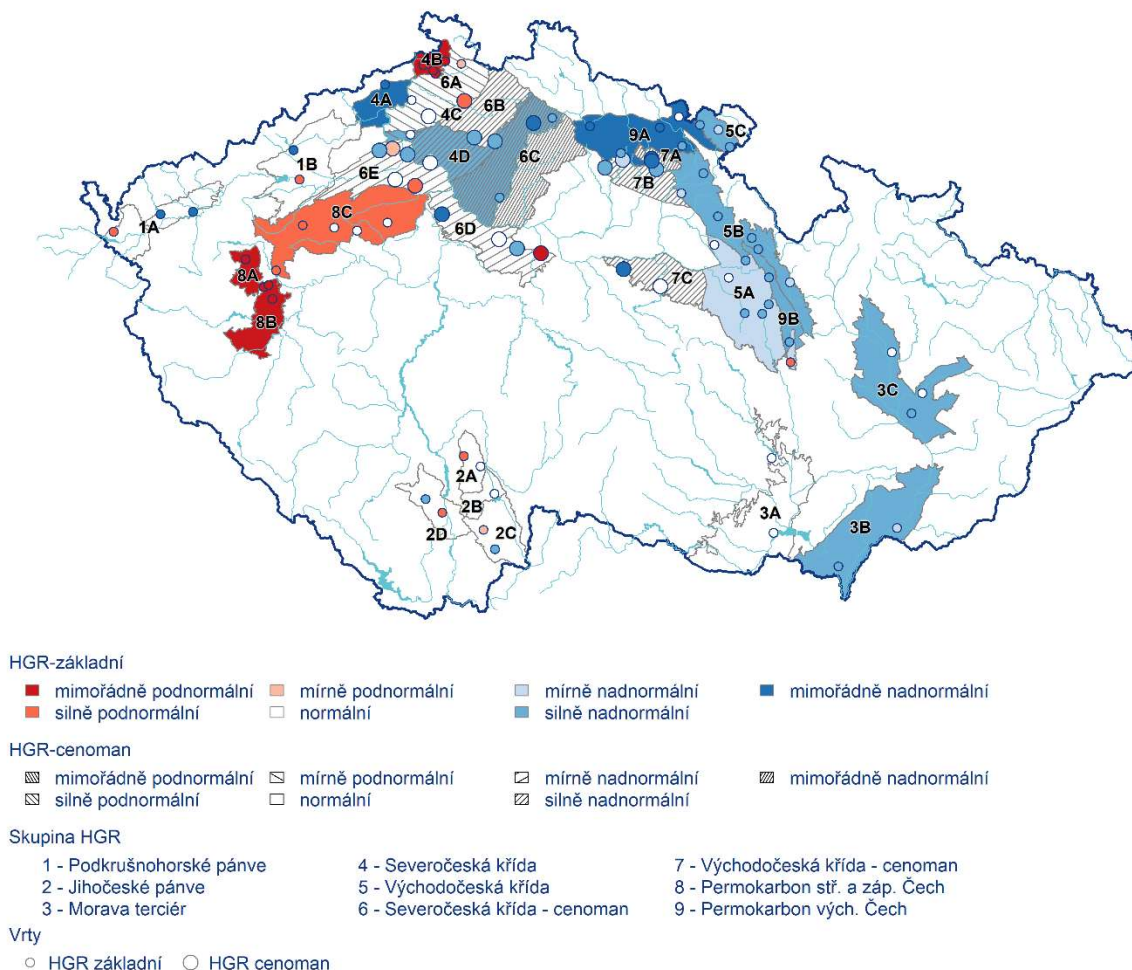 4B
6A
4A
6B
4C
9A
5C
7A
4D
6C
1B
6E
7B
8C
1A
6D
5B
8A
7C
5A
8B
9B
3C
2A
2B
3A
2D
2C
3B
HGR-základní
mimořádně podnormální mírně podnormální mírně nadnormální mimořádně nadnormální
silně podnormální normální silně nadnormální
HGR-cenoman
mimořádně podnormální mírně podnormální mírně nadnormální mimořádně nadnormální
silně podnormální normální silně nadnormální
Skupina HGR
1 - Podkrušnohorské pánve 4 - Severočeská křída 7 - Východočeská křída - cenoman
2 - Jihočeské pánve 5 - Východočeská křída 8 - Permokarbon stř. a záp. Čech
3 - Morava terciér 6 - Severočeská křída - cenoman 9 - Permokarbon vých. Čech
Vrty
HGR základní HGR cenoman